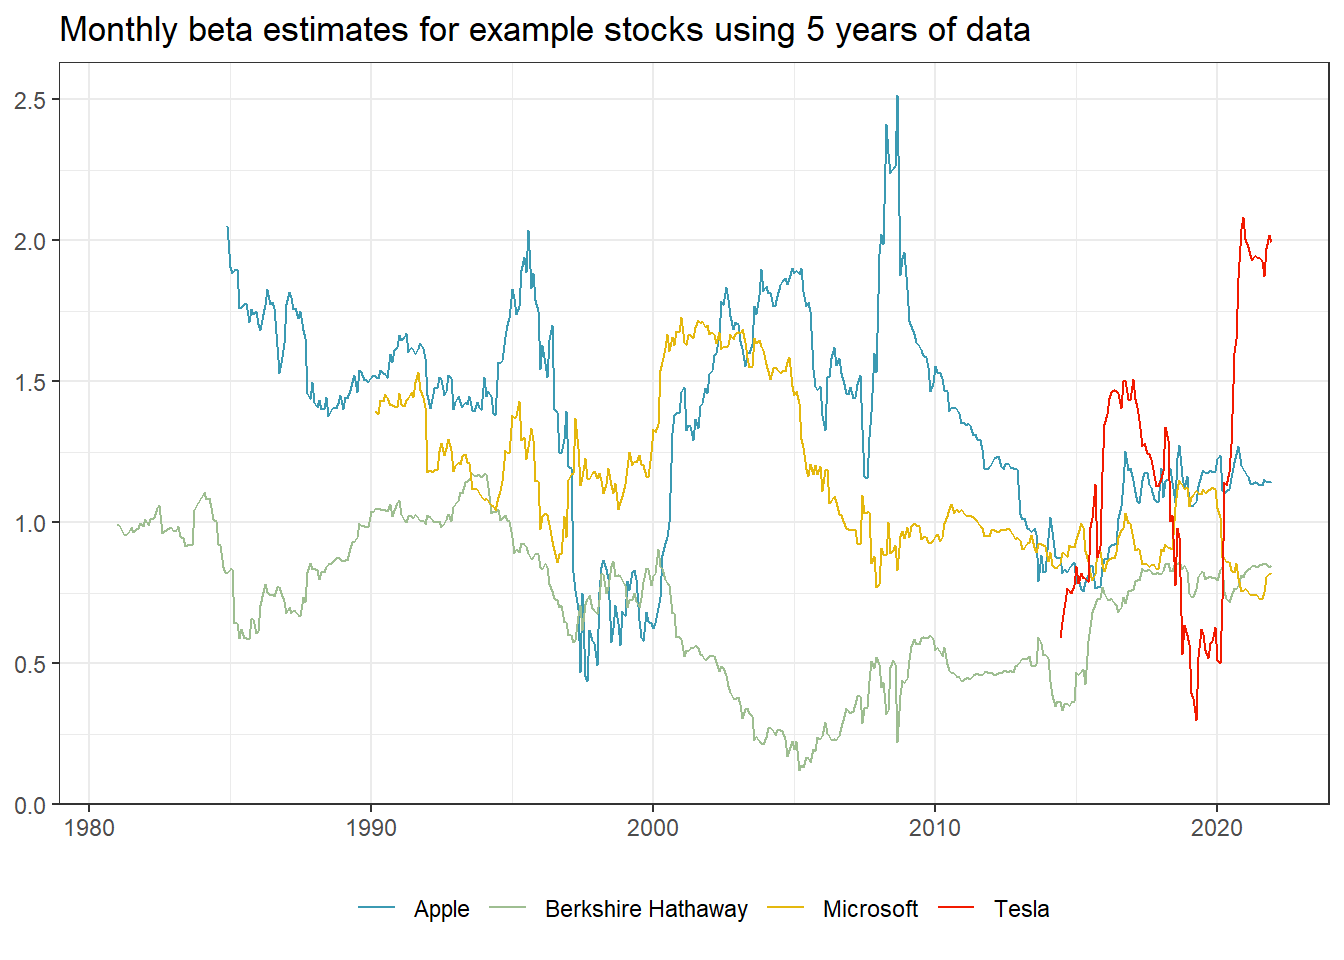 Monthly beta estimates for example stocks using 5 years of data
2.5
2.0
1.5
1.0
0.5
0.0
1980 1990 2000 2010 2020
Apple Berkshire Hathaway Microsoft Tesla